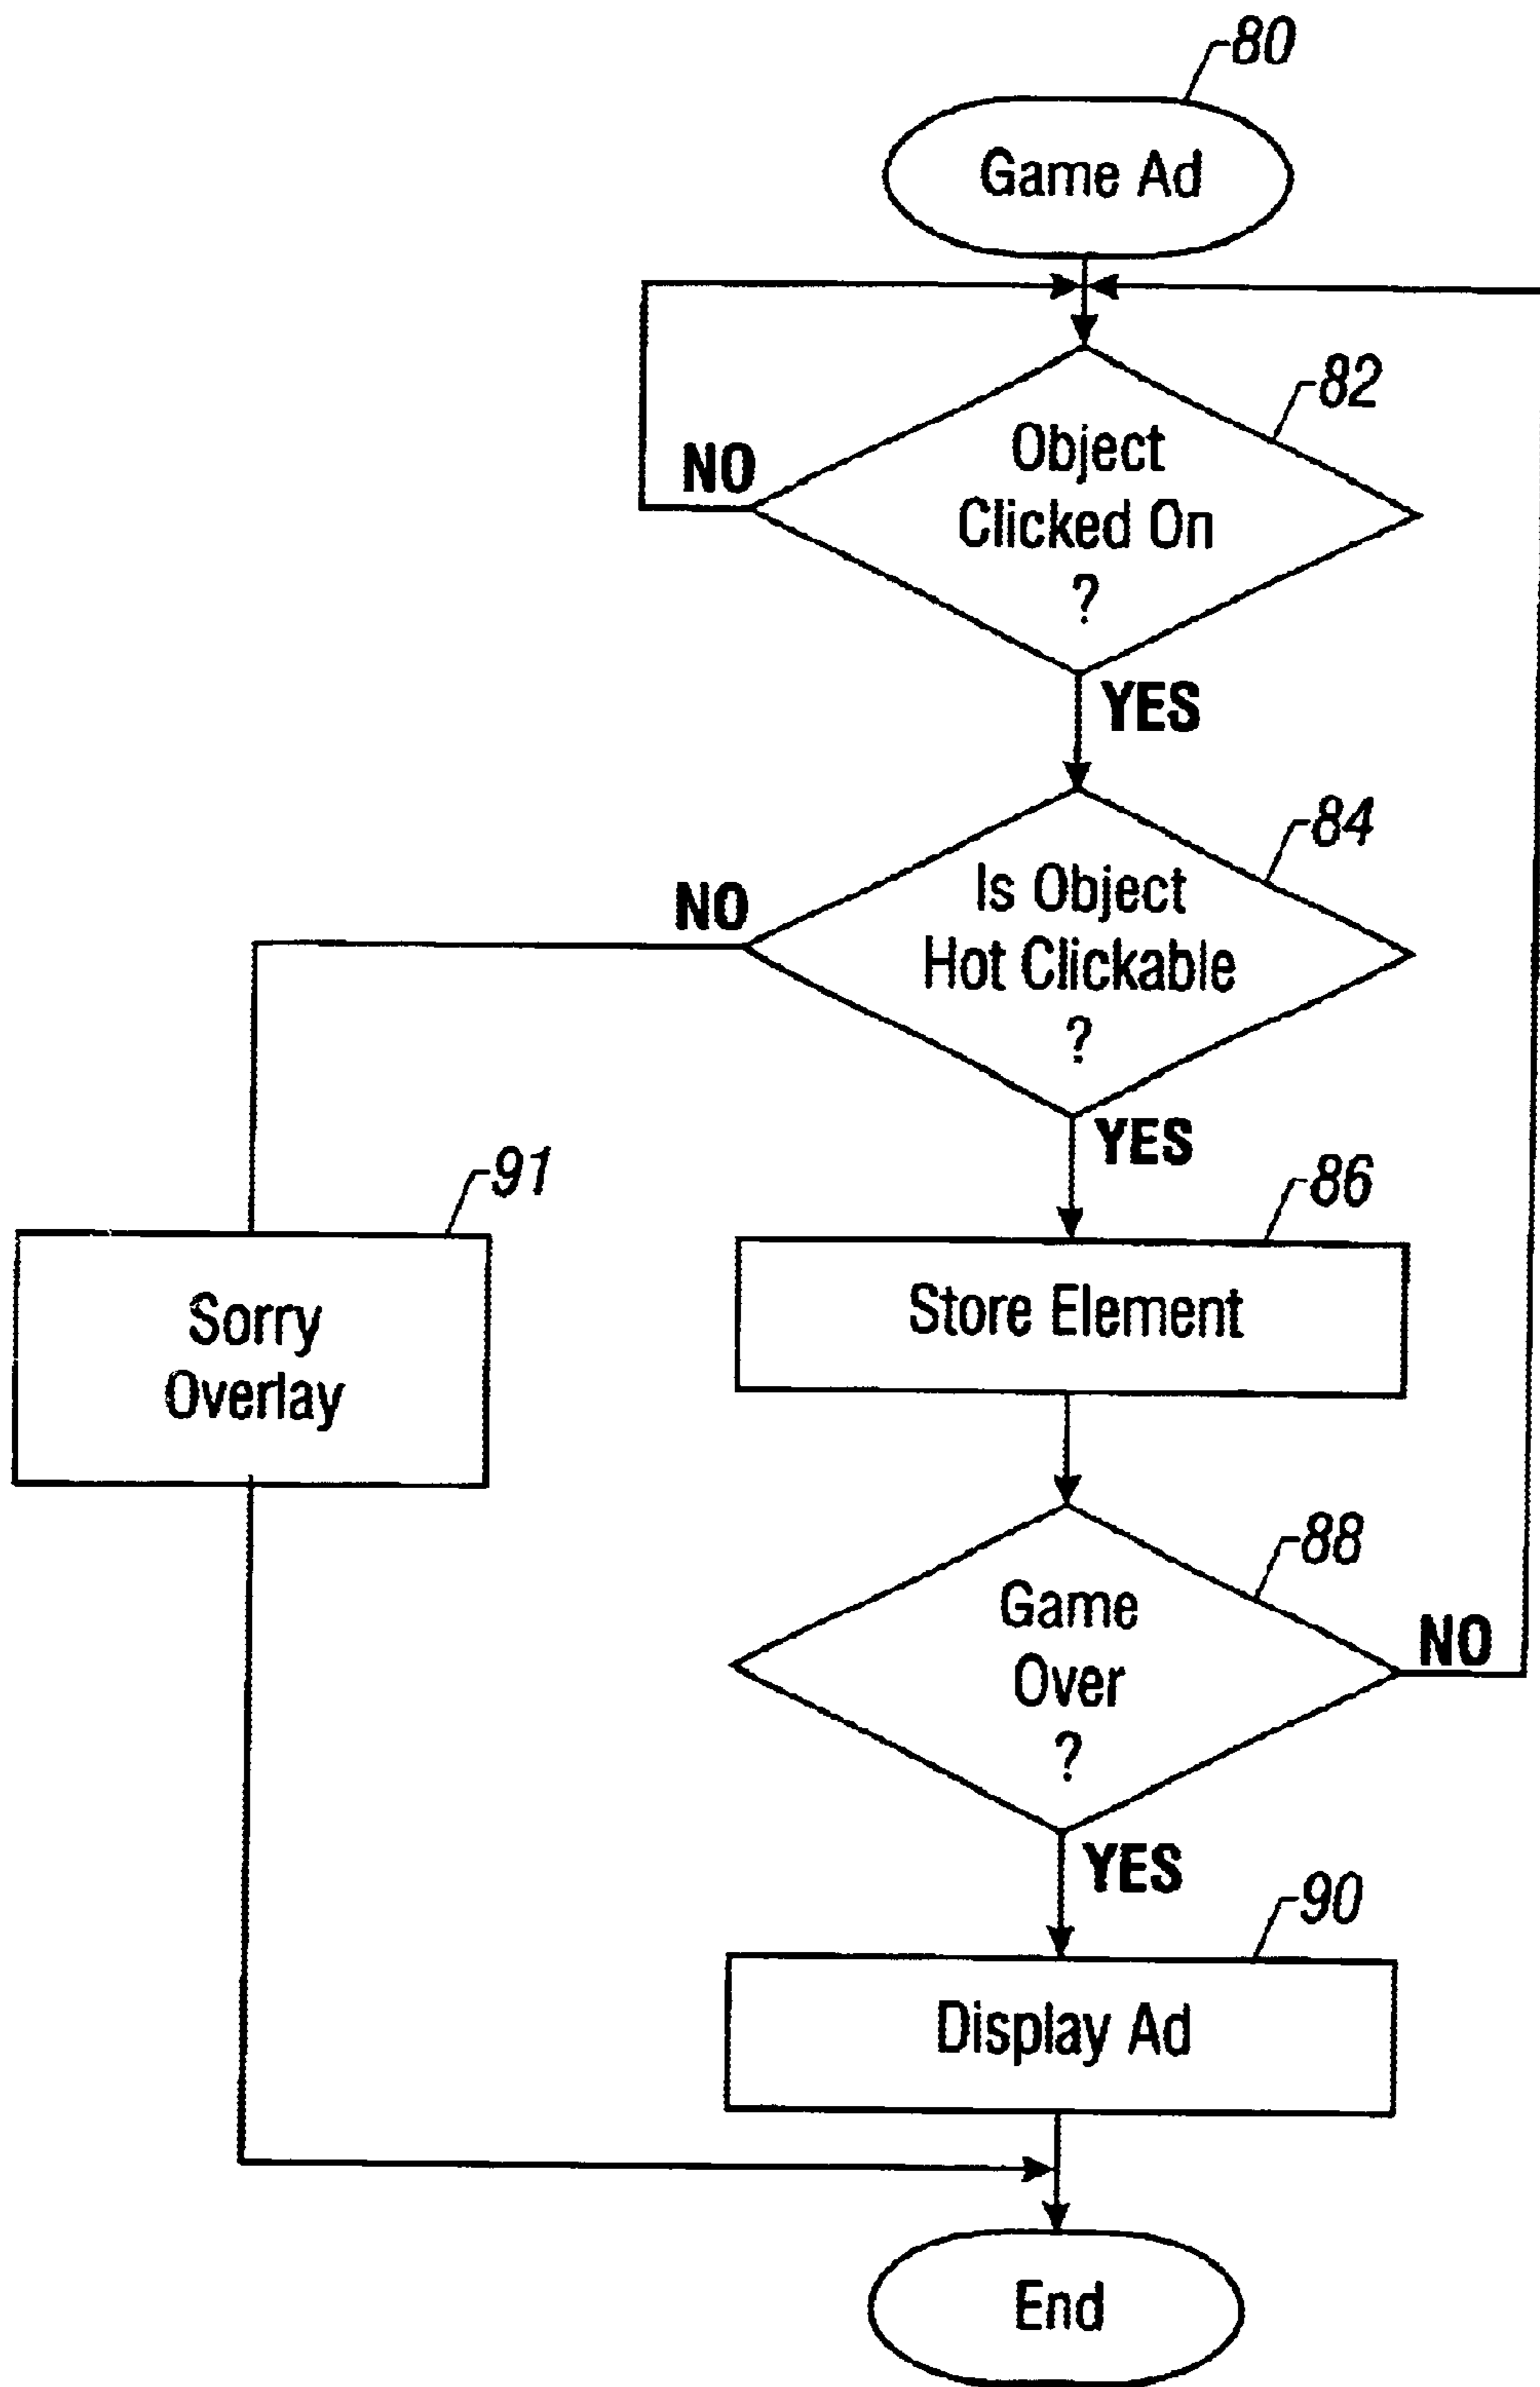 80
Game Ad
82
Object
Clicked On
?
NO
YES
84
Is Object
Hot Clickable
?
NO
YES
91
Sorry
Overlay
86
Store Element
88
Game
Over
?
NO
YES
90
Display Ad
End